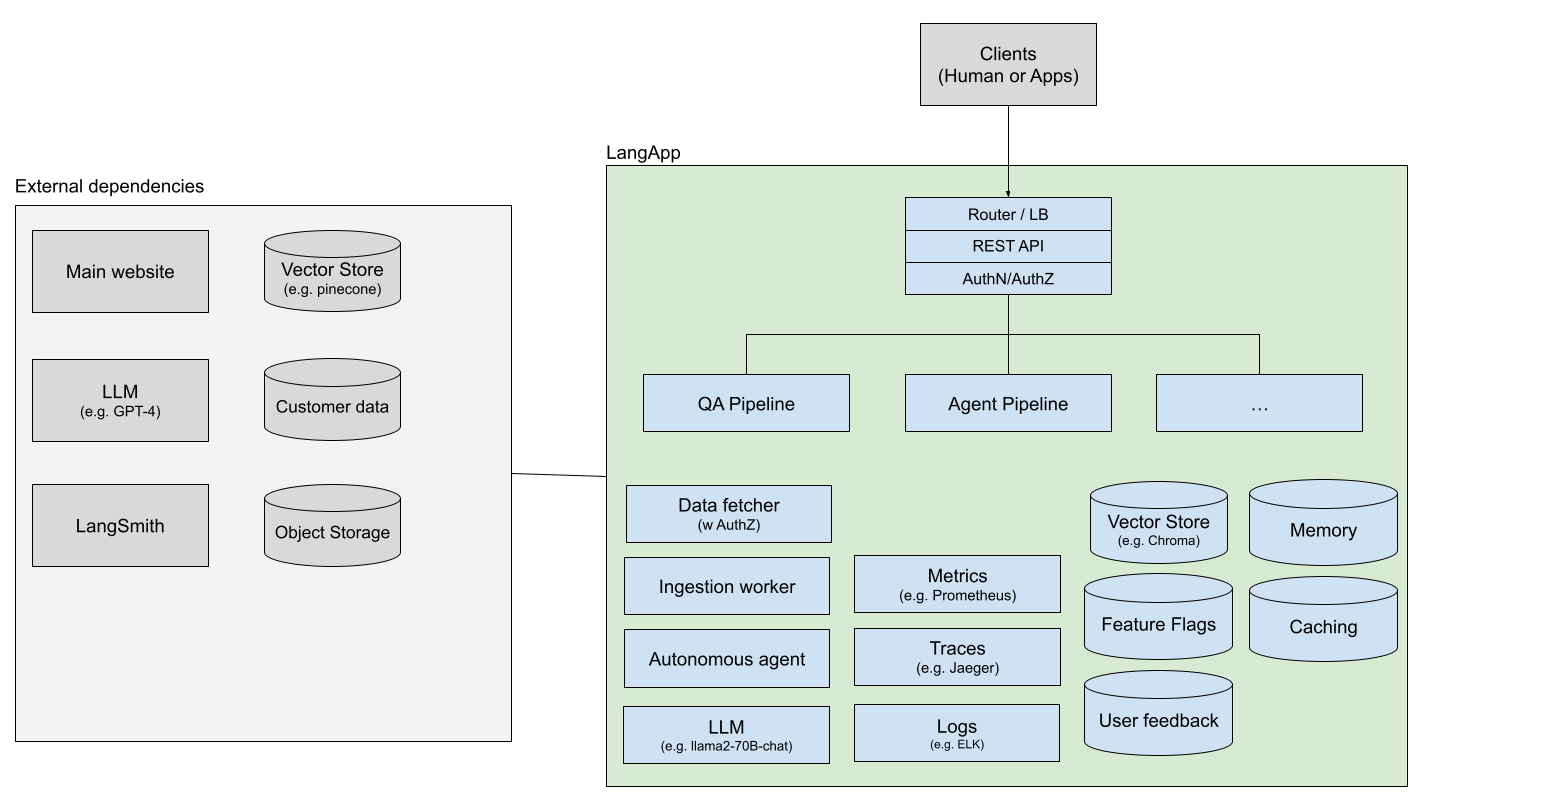 Clients
(Human or Apps)
LangApp
External dependencies
Router / LB
REST API
AuthN/AuthZ
Main website
Vector Store
(e.g. pinecone)
LLM
(e.g. GPT-4)
Customer data
LangSmith
Object Storage
QA Pipeline
Agent Pipeline
...
Data fetcher
(w AuthZ)
Ingestion worker
Autonomous agent
LLM
(e.g. llama2-70B-chat)
Metrics
(e.g. Prometheus)
Traces
(e.g. Jaeger)
Logs
(e.g. ELK)
Vector Store
(e.g. Chroma)
Memory
Feature Flags
Caching
User feedback